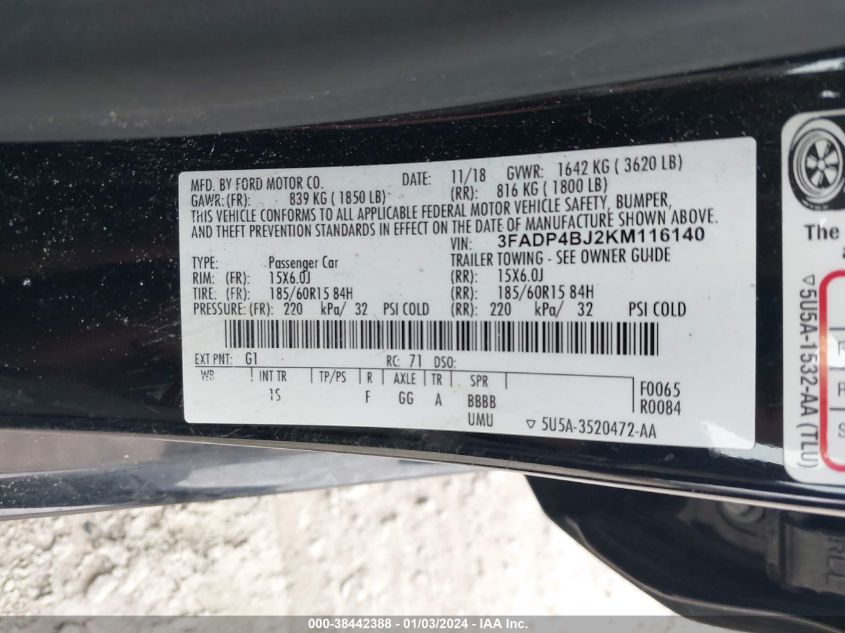 MFD. BY FORD MOTOR CO. DATE: 11/18 GVWR: 1642 KG ( 3620 LB)
GAWR:(FR): 839 KG ( 1850 LB) (RR): 816 KG ( 1800 LB)
THIS VEHICLE CONFORMS TO ALL APPLICABLE FEDERAL MOTOR VEHICLE SAFETY, BUMPER,
AND THEFT PREVENTION STANDARDS IN EFFECT ON THE DATE OF MANUFACTURE SHOWN ABOVE.
VIN: 3FADP4BJ2KM116140
TYPE: Passenger Car TRAILER TOWING - SEE OWNER GUIDE
RIM: (FR): 15X6.0J (RR): 15X6.0J
TIRE: (FR): 185/60R15 84H (RR): 185/60R15 84H
PRESSURE:(FR): 220 kPa/ 32 PSI COLD (RR): 220 kPa/ 32 PSI COLD
EXT PNT: G1 RC: 71 DSO:
WB INT TR TP/PS R AXLE TR SPR F0065
IS F GG A BBBB R0084
UMU ▽ 5U5A-3520472-AA
The
▽5U5A-1532-AA (TLU)
R
R
S
000-38442388 - 01/03/2024 - IAAI.com